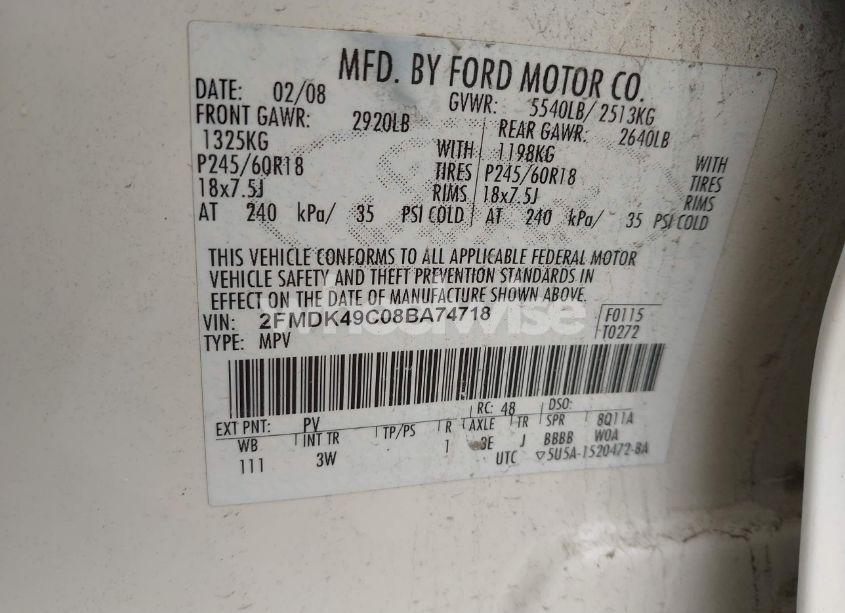 MFD. BY FORD MOTOR CO.
DATE: 02/08 GVWR: 5540LB/ 2513KG
FRONT GAWR: 2920LB REAR GAWR: 2640LB
1325KG WITH 1198KG WITH
P245/60R18 TIRES P245/60R18 TIRES
18x7.5J RIMS 18x7.5J RIMS
AT 240 kPa/ 35 PSI COLD AT 240 kPa/ 35 PSI COLD
THIS VEHICLE CONFORMS TO ALL APPLICABLE FEDERAL MOTOR
VEHICLE SAFETY AND THEFT PREVENTION STANDARDS IN
EFFECT ON THE DATE OF MANUFACTURE SHOWN ABOVE.
VIN: 2FMDK49C08BA74718 F0115
TYPE: MPV T0272
RC: 48 DSO:
EXT PNT: PV R AXLE TR SPR 8Q11A
WB INT TR TP/PS 1 3E J BBBB WOA
111 3W UTC ▽5U5A-1520472-BA